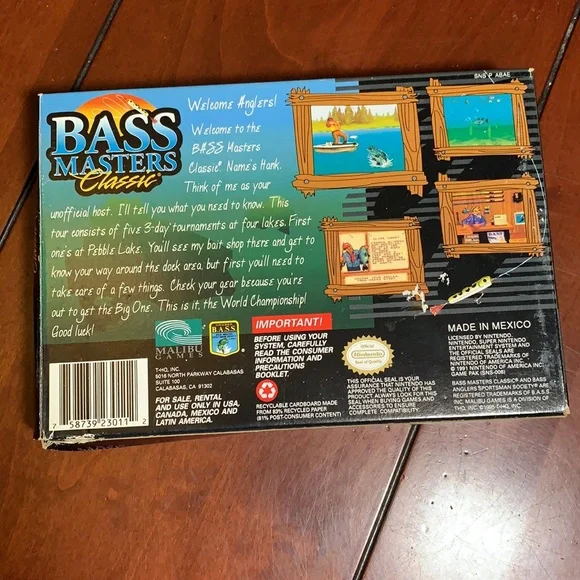 SNS P ABAE
BASS
MASTERS
Classic
Welcome Anglers!
Welcome to the
BASS Masters
Classic! Name's Hank.
Think of me as your
unofficial host. I'll tell you what you need to know. This
tour consists of five 3-day tournaments at four lakes. First
one's at Pebble Lake. You'll see my bait shop there and get to
know your way around the dock area, but first you'll need to
take care of a few things. Check your gear because you're
out to get the Big One. This is it, the World Championship!
Good luck!
MALIBU
GAMES
BASS
T·HQ, INC.
5016 NORTH PARKWAY CALABASAS
SUITE 100
CALABASAS, CA 91302
FOR SALE, RENTAL
AND USE ONLY IN USA,
CANADA, MEXICO AND
LATIN AMERICA.
7 58739 23011 2
IMPORTANT!
BEFORE USING YOUR
SYSTEM, CAREFULLY
READ THE CONSUMER
INFORMATION AND
PRECAUTIONS
BOOKLET.
RECYCLABLE CARDBOARD MADE
FROM 83% RECYCLED PAPER
(81% POST-CONSUMER CONTENT)
Official
Nintendo
Seal of Quality
THIS OFFICIAL SEAL IS YOUR
ASSURANCE THAT NINTENDO HAS
APPROVED THE QUALITY OF THIS
PRODUCT. ALWAYS LOOK FOR THIS
SEAL WHEN BUYING GAMES AND
ACCESSORIES TO ENSURE
COMPLETE COMPATIBILITY.
MADE IN MEXICO
LICENSED BY NINTENDO.
NINTENDO, SUPER NINTENDO
ENTERTAINMENT SYSTEM AND
THE OFFICIAL SEALS ARE
REGISTERED TRADEMARKS OF
NINTENDO OF AMERICA INC.
© 1991 NINTENDO OF AMERICA INC.
GAME PAK (SNS-006)
BASS MASTERS CLASSIC® AND BASS
ANGLERS SPORTSMAN SOCIETY® ARE
REGISTERED TRADEMARKS OF B.A.S.S.
INC. MALIBU GAMES IS A DIVISION OF
T·HQ, INC ©1995 T·HQ, INC.